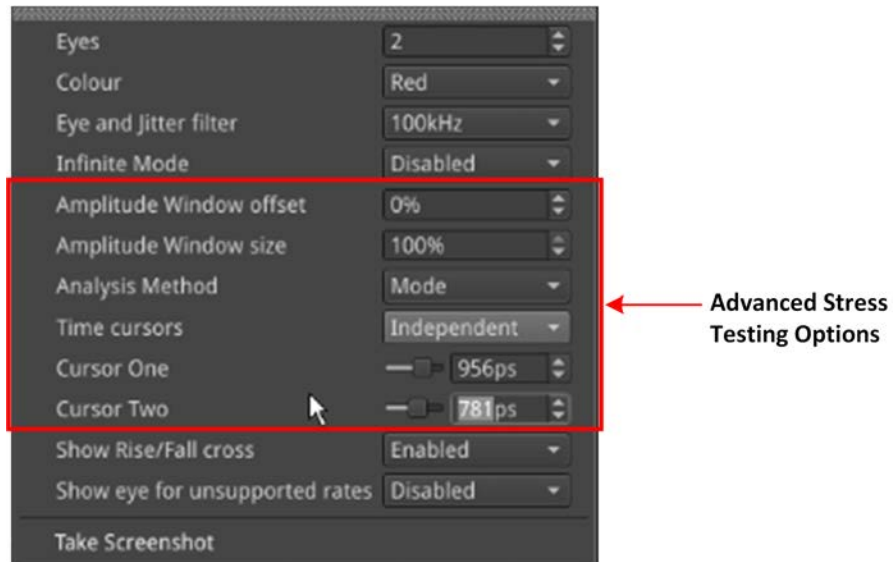 Eyes 2
Colour Red
Eye and Jitter filter 100kHz
Infinite Mode Disabled
Amplitude Window offset 0%
Amplitude Window size 100%
Analysis Method Mode
Time cursors Independent
Cursor One 956ps
Cursor Two 781ps
Show Rise/Fall cross Enabled
Show eye for unsupported rates Disabled
Take Screenshot
Advanced Stress
Testing Options